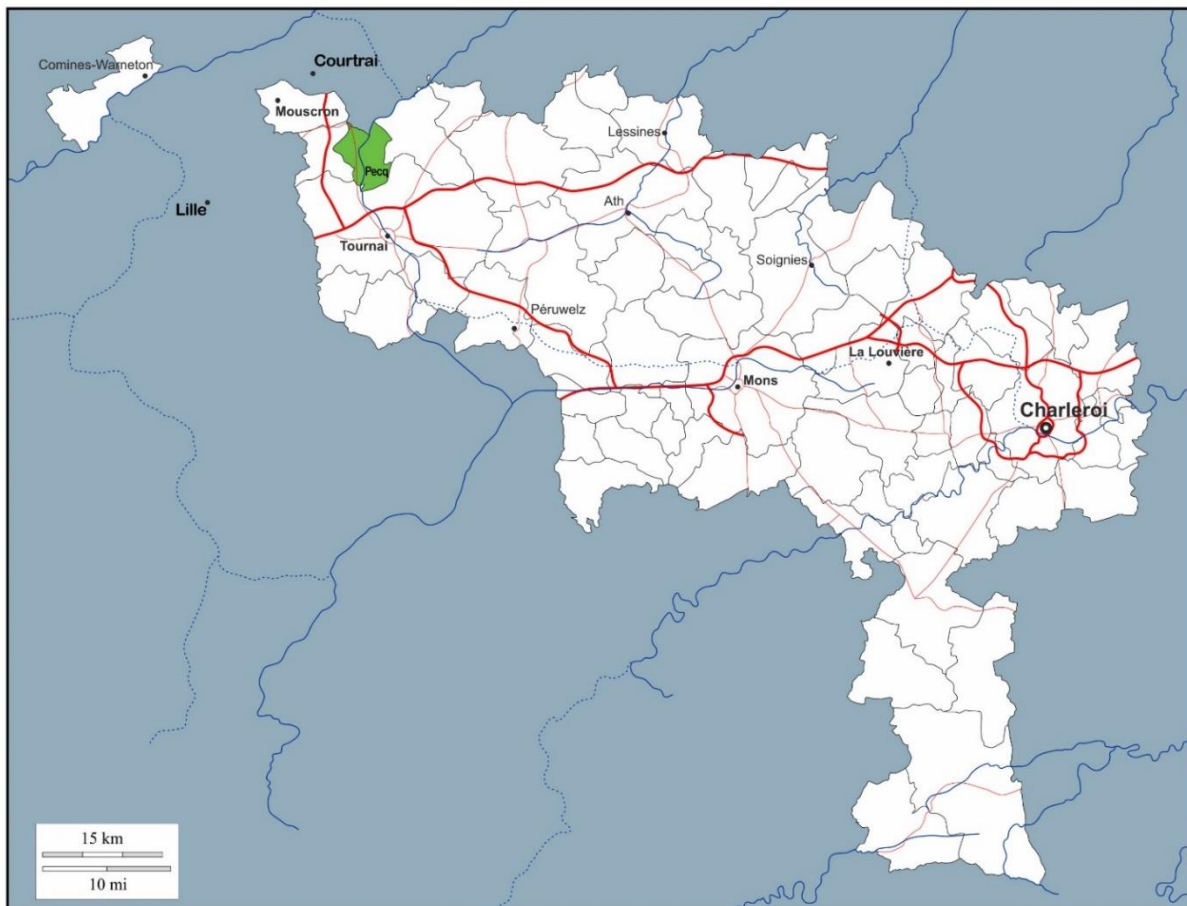 Courtrai
Comines-Warneton
Mouscron
Lessines
Pecq
Ath
Lille
Tournai
Soignies
Péruwelz
La Louvière
Mons
Charleroi
15 km
10 mi